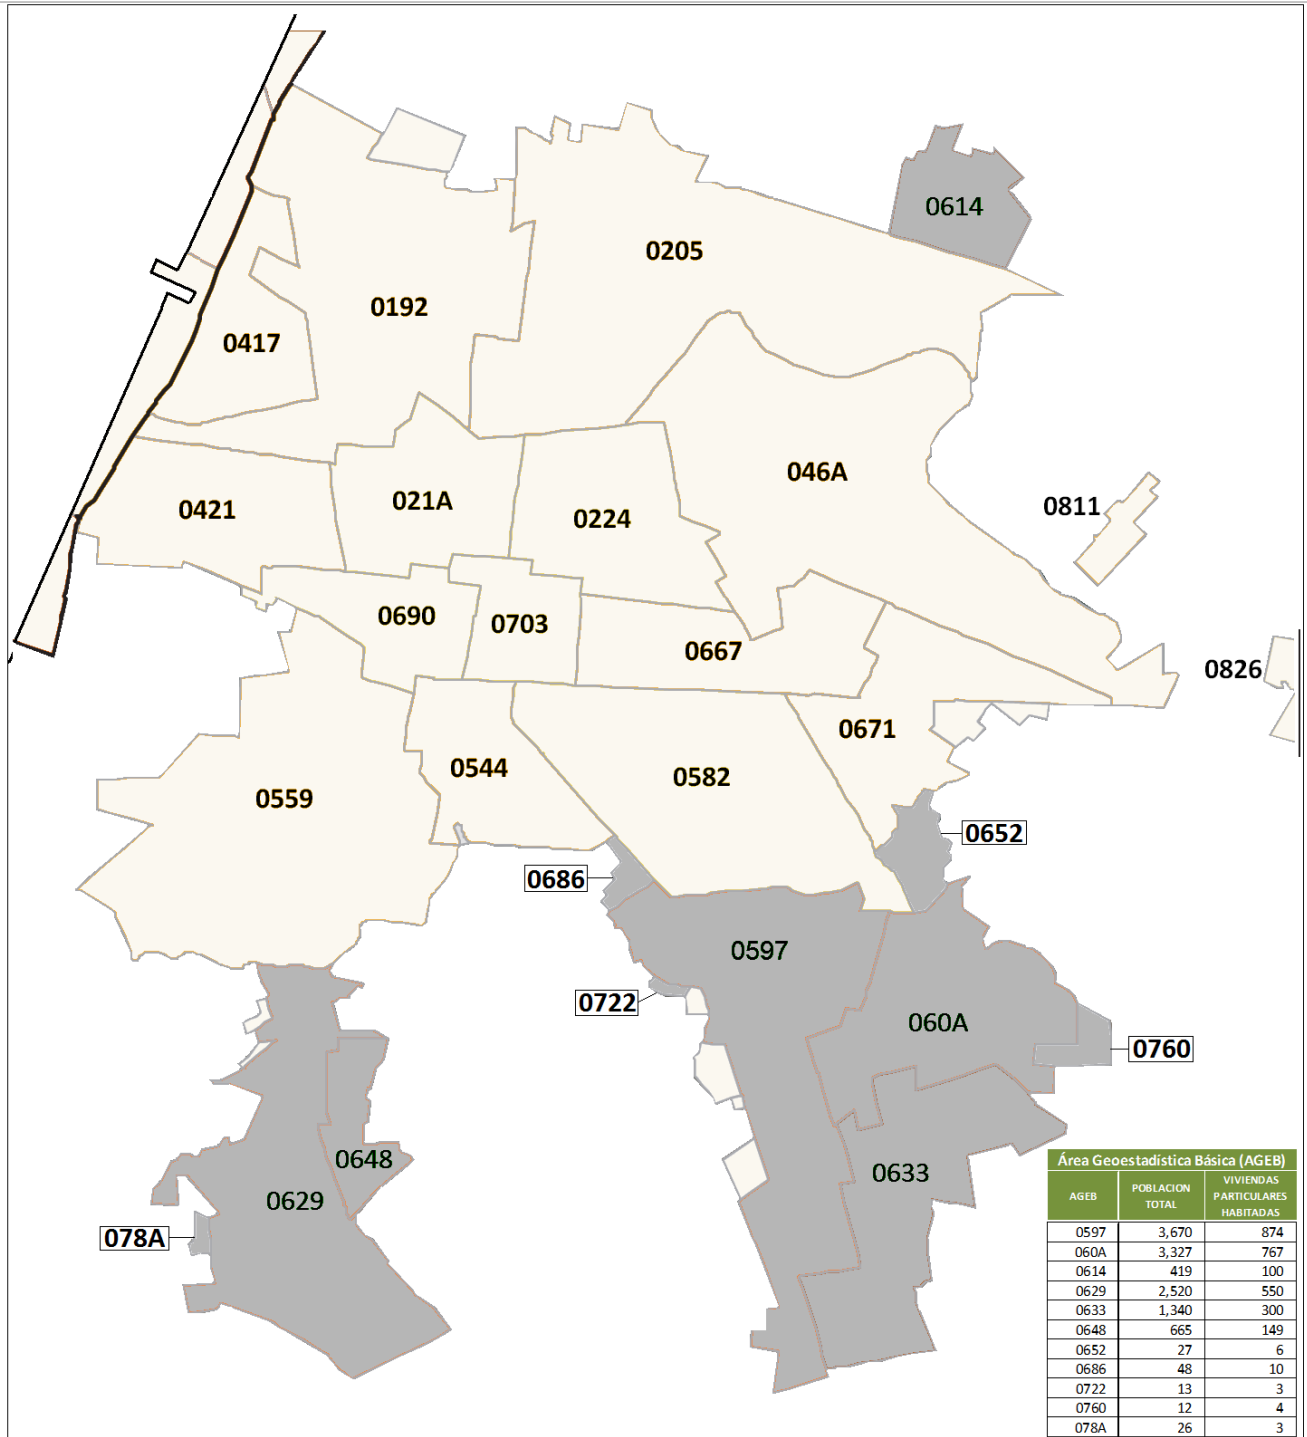 0614
0205
0192
0417
046A
0811
0421
021A
0224
0690
0703
0667
0826
0671
0544
0582
0559
0652
0686
0597
0722
060A
0760
0648
0633
0629
078A
Área Geoestadística Básica (AGEB)
AGEB POBLACION TOTAL VIVIENDAS PARTICULARES HABITADAS
0597 3,670 874
060A 3,327 767
0614 419 100
0629 2,520 550
0633 1,340 300
0648 665 149
0652 27 6
0686 48 10
0722 13 3
0760 12 4
078A 26 3